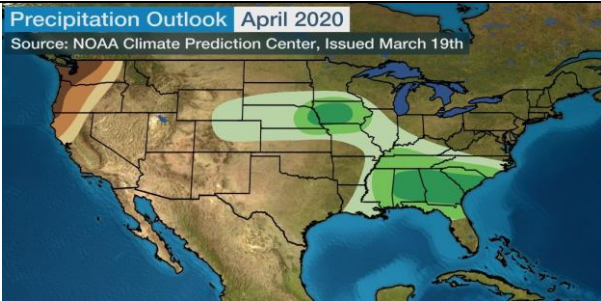 Precipitation Outlook April 2020
Source: NOAA Climate Prediction Center, Issued March 19th